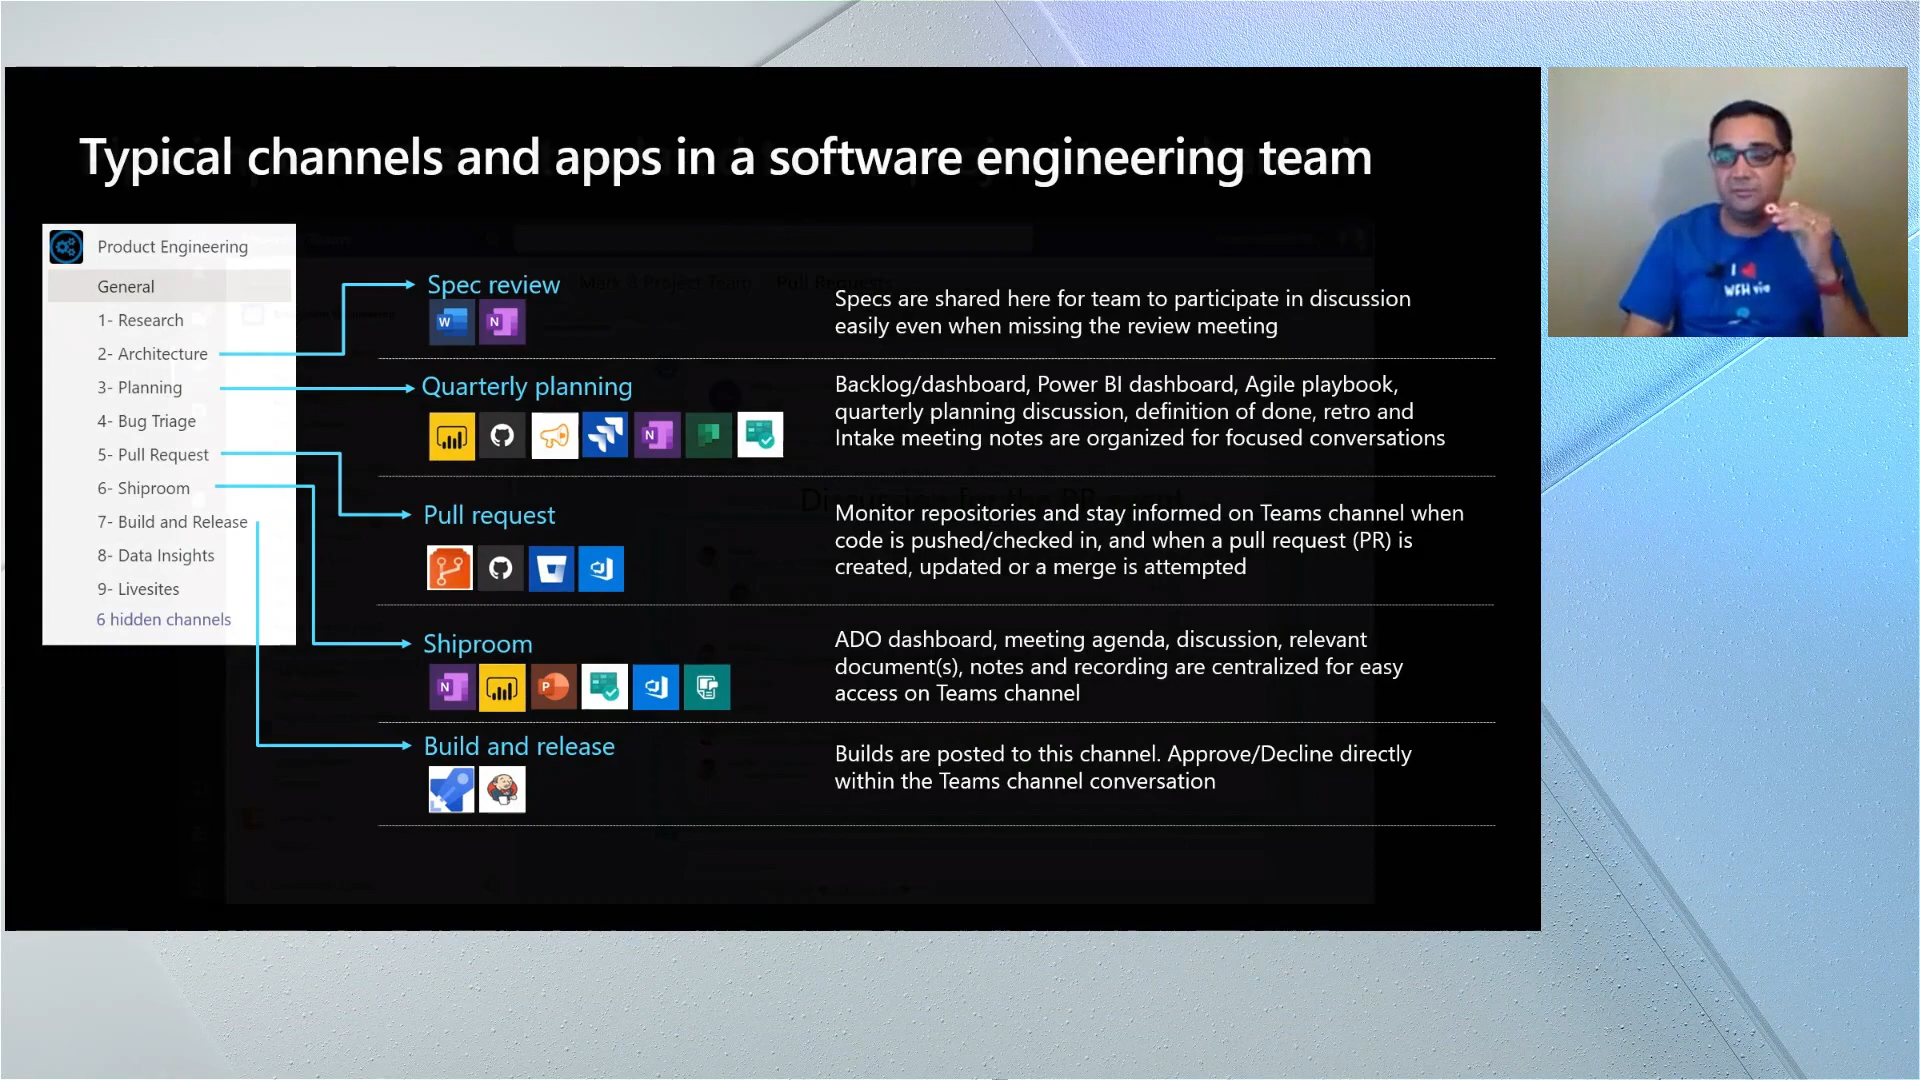 Typical channels and apps in a software engineering team
Product Engineering
General
1- Research
2- Architecture
3- Planning
4- Bug Triage
5- Pull Request
6- Shiproom
7- Build and Release
8- Data Insights
9- Livesites
6 hidden channels
Spec review
Specs are shared here for team to participate in discussion
easily even when missing the review meeting
Quarterly planning
Backlog/dashboard, Power BI dashboard, Agile playbook,
quarterly planning discussion, definition of done, retro and
Intake meeting notes are organized for focused conversations
Pull request
Monitor repositories and stay informed on Teams channel when
code is pushed/checked in, and when a pull request (PR) is
created, updated or a merge is attempted
Shiproom
ADO dashboard, meeting agenda, discussion, relevant
document(s), notes and recording are centralized for easy
access on Teams channel
Build and release
Builds are posted to this channel. Approve/Decline directly
within the Teams channel conversation
W
N
N
N
P
I
WFH